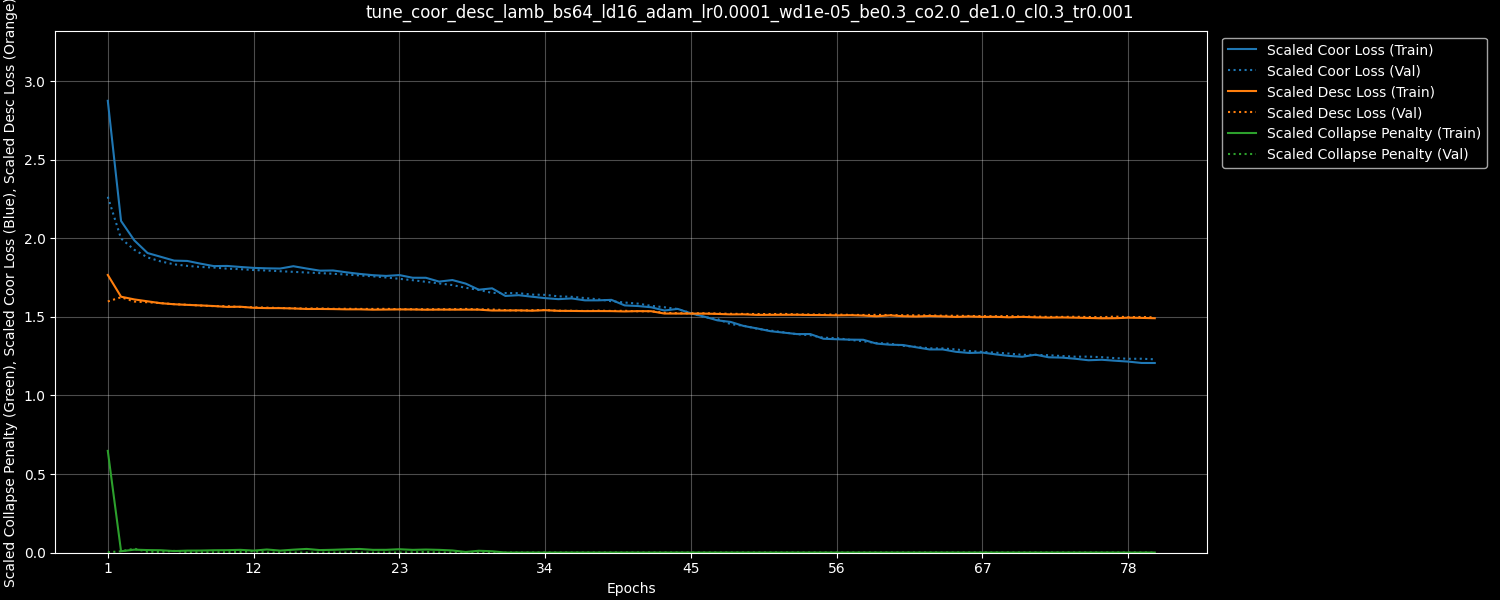 tune_coor_desc_lamb_bs64_ld16_adam_lr0.0001_wd1e-05_be0.3_co2.0_de1.0_cl0.3_tr0.001
Scaled Collapse Penalty (Green), Scaled Coor Loss (Blue), Scaled Desc Loss (Orange)
3.0
2.5
2.0
1.5
1.0
0.5
0.0
1 12 23 34 45 56 67 78
Epochs
Scaled Coor Loss (Train)
Scaled Coor Loss (Val)
Scaled Desc Loss (Train)
Scaled Desc Loss (Val)
Scaled Collapse Penalty (Train)
Scaled Collapse Penalty (Val)